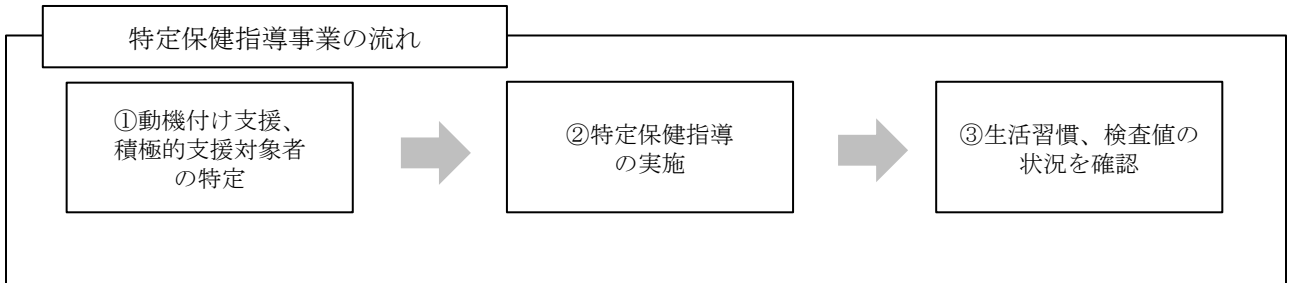 特定保健指導事業の流れ
①動機付け支援、
積極的支援対象者
の特定
②特定保健指導
の実施
③生活習慣、検査値の
状況を確認